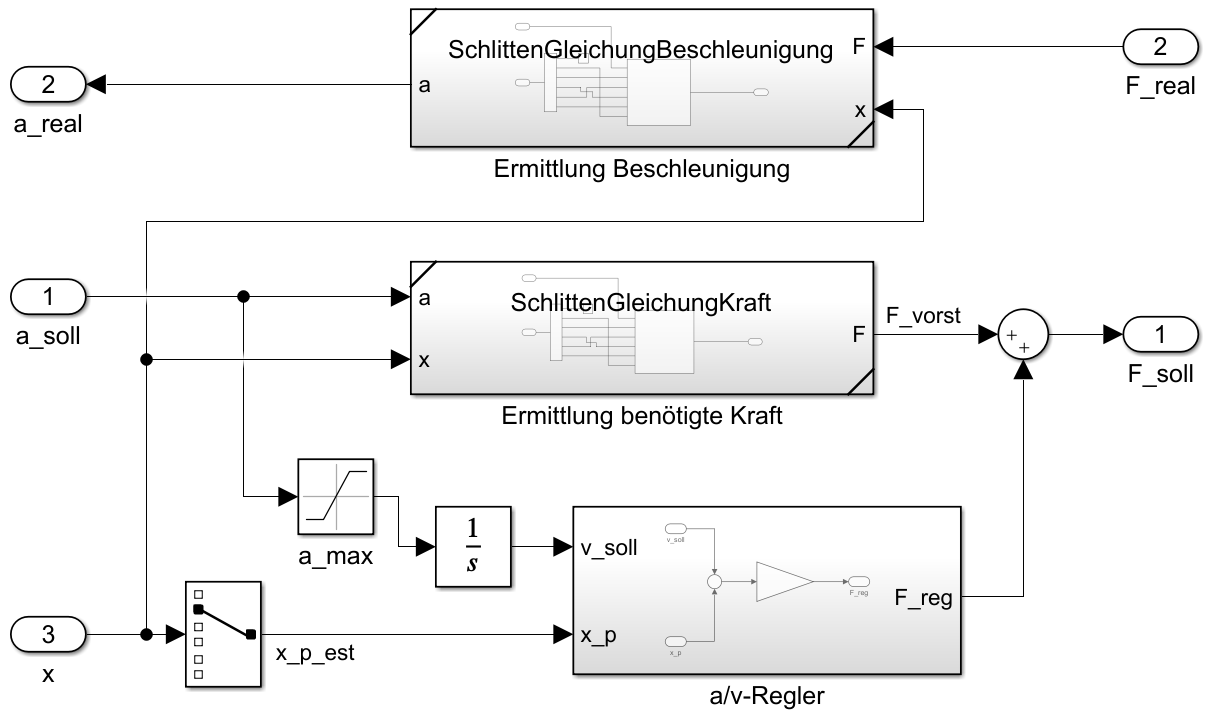 SchlittenGleichungBeschleunigung
F
2
F_real
2
a_real
a
x
Ermittlung Beschleunigung
1
a_soll
a
SchlittenGleichungKraft
x
F
F_vorst
+
+
1
F_soll
Ermittlung benötigte Kraft
a_max
1
s
v_soll
v_soll
F_reg
F_reg
x_p
x_p
3
x
x_p_est
a/v-Regler